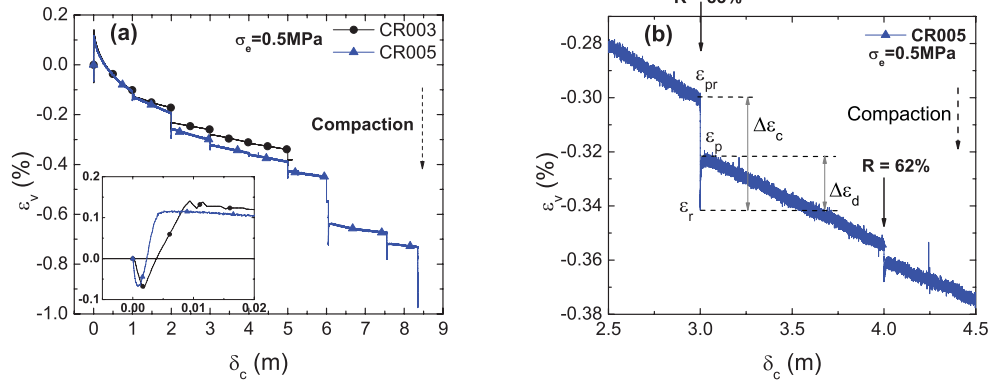 (a)
CR003
CR005
σe=0.5MPa
Compaction
0.2
0.0
-0.2
-0.4
-0.6
-0.8
-1.0
εv (%)
0.2
0.1
0.0
-0.1
0.00 0.01 0.02
0 1 2 3 4 5 6 7 8 9
δc (m)
(b)
CR005
σe=0.5MPa
εpr
Compaction
εp
Δεc
R = 62%
Δεd
εr
-0.28
-0.30
-0.32
-0.34
-0.36
-0.38
εv (%)
2.5 3.0 3.5 4.0 4.5
δc (m)